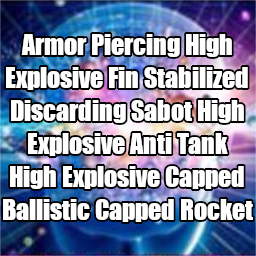 Armor Piercing High
Explosive Fin Stabilized
Discarding Sabot High
Explosive Anti Tank
High Explosive Capped
Ballistic Capped Rocket